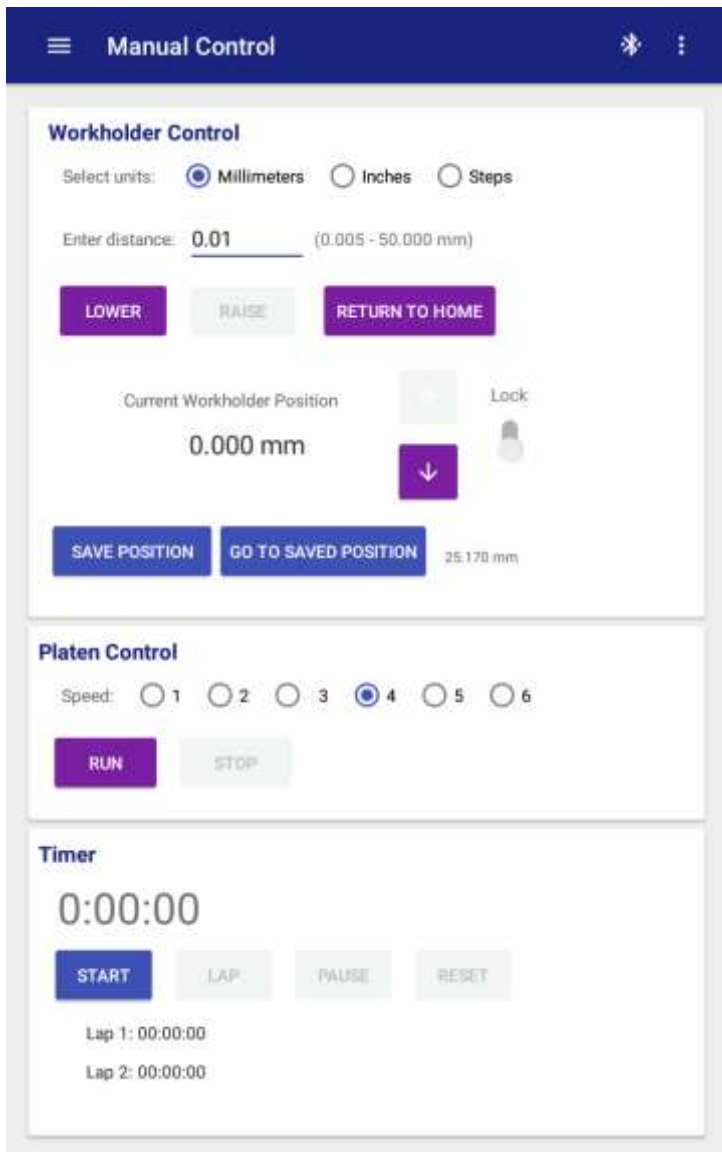 Manual Control
Workholder Control
Select units: Millimeters Inches Steps
Enter distance: 0.01 (0.005 - 50.000 mm)
LOWER RAISE RETURN TO HOME
Current Workholder Position Lock
0.000 mm
SAVE POSITION GO TO SAVED POSITION 25.170 mm
Platen Control
Speed: 1 2 3 4 5 6
RUN STOP
Timer
0:00:00
START LAP PAUSE RESET
Lap 1: 00:00:00
Lap 2: 00:00:00